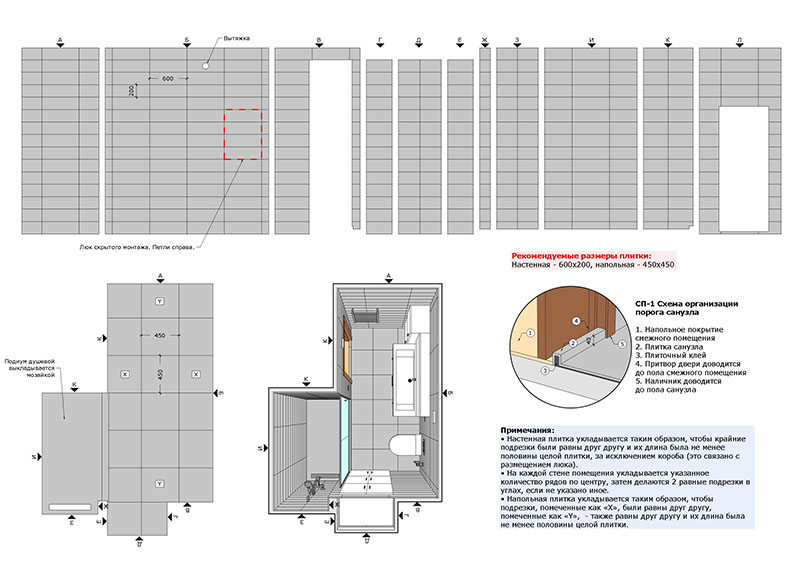 А Б В Г Д Е Ж З И К Л
Вытяжка
600
200
Люк скрытого монтажа. Петли справа.
Рекомендуемые размеры плитки:
Настенная - 600х200, напольная - 450х450
А
Y
К
450
450
X
X
В
Подиум душевой
выкладывается
мозайкой
К
И
Ж
З
Е
Г
Y
Д
А
К
В
К
И
Ж
З
Е
Г
Д
1
2
3
4
5
СП-1 Схема организации
порога санузла
1. Напольное покрытие
смежного помещения
2. Плитка санузла
3. Плиточный клей
4. Притвор двери доводится
до пола смежного помещения
5. Наличник доводится
до пола санузла
Примечания:
• Настенная плитка укладывается таким образом, чтобы крайние
подрезки были равны друг другу и их длина была не менее
половины целой плитки, за исключением короба (это связано с
размещением люка).
• На каждой стене помещения укладывается указанное
количество рядов по центру, затем делаются 2 равные подрезки в
углах, если не указано иное.
• Напольная плитка укладывается таким образом, чтобы
подрезки, помеченные как «X», были равны друг другу,
помеченные как «Y», - также равны друг другу и их длина была
не менее половины целой плитки.